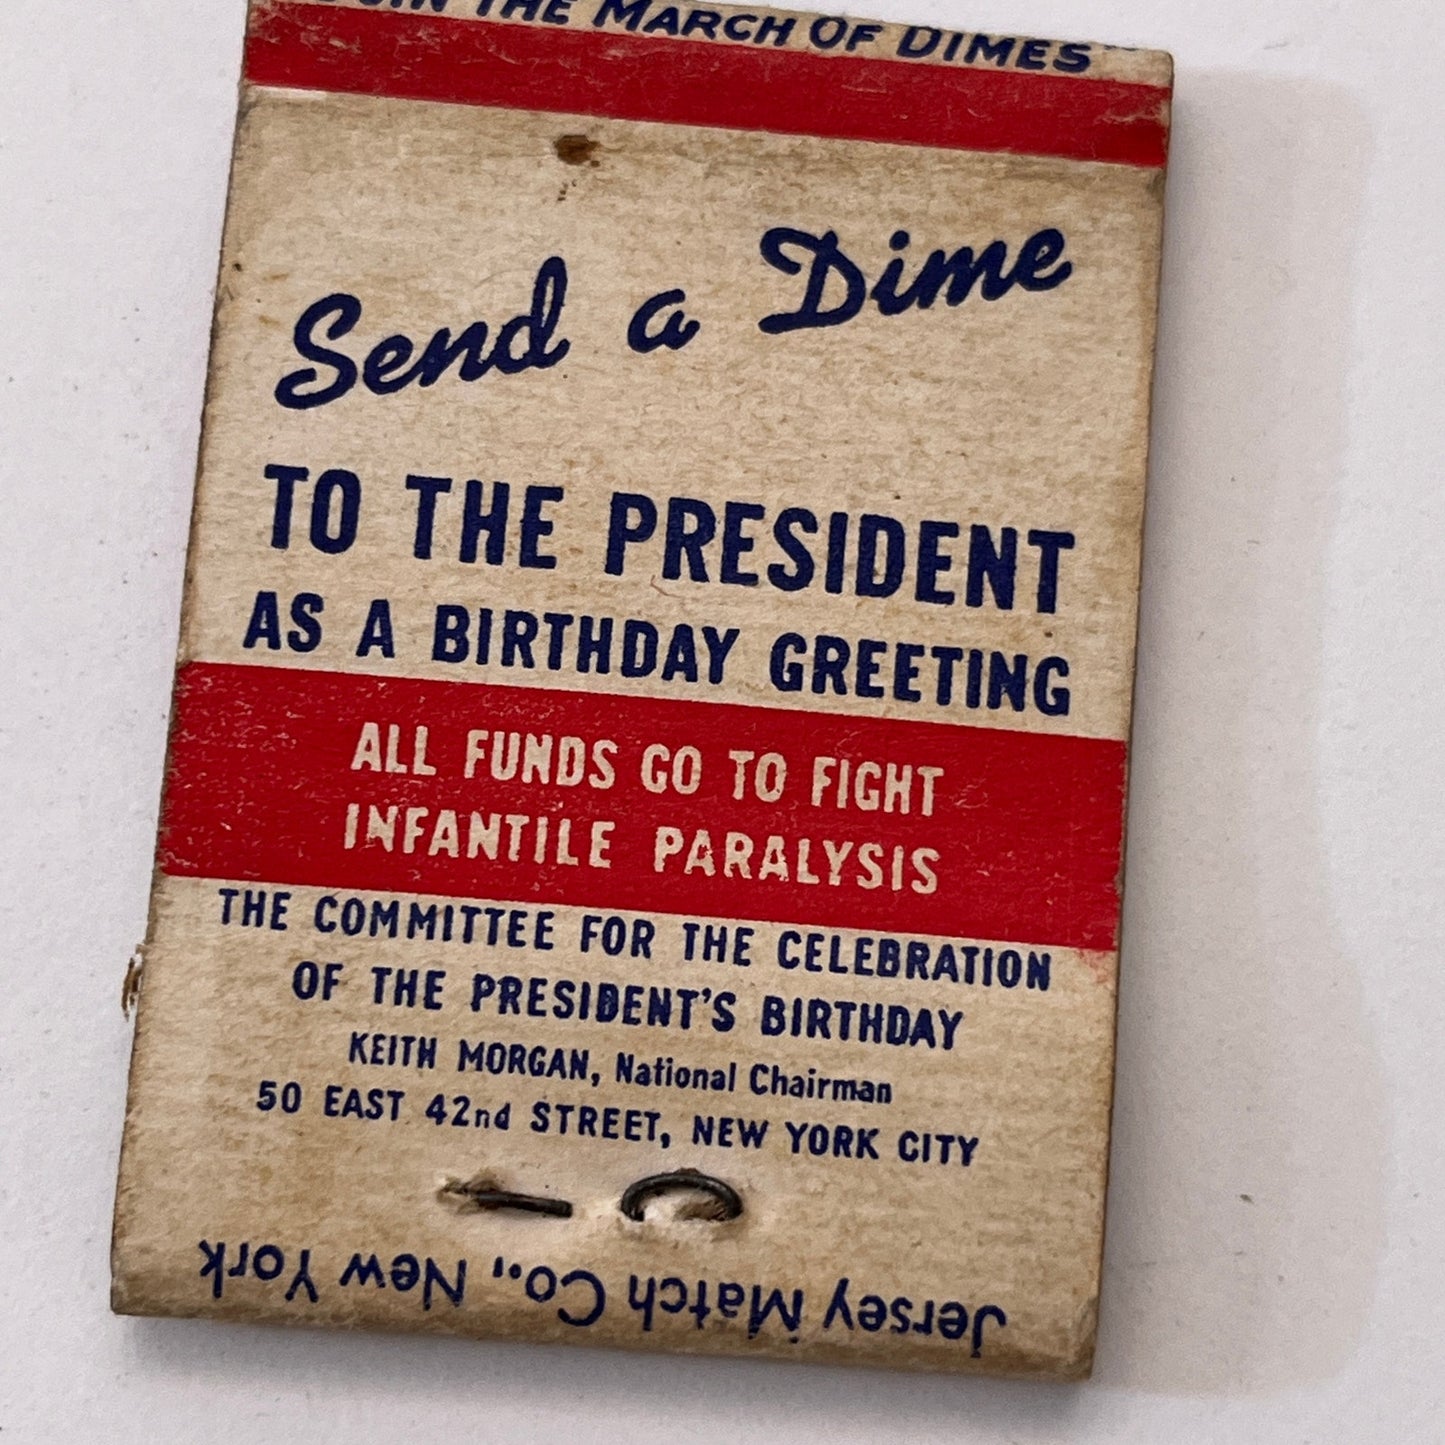 JOIN THE MARCH OF DIMES"
Send a Dime
TO THE PRESIDENT
AS A BIRTHDAY GREETING
ALL FUNDS GO TO FIGHT
INFANTILE PARALYSIS
THE COMMITTEE FOR THE CELEBRATION
OF THE PRESIDENT'S BIRTHDAY
KEITH MORGAN, National Chairman
50 EAST 42nd STREET, NEW YORK CITY
Jersey Match Co., New York